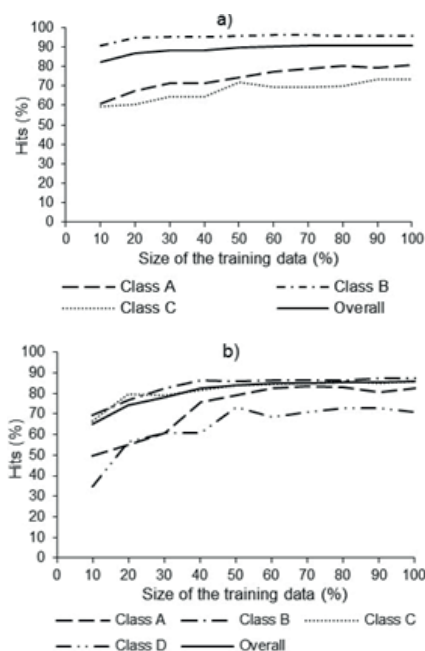 a)
100
90
80
70
60
50
40
30
20
10
0
Hits (%)
0 10 20 30 40 50 60 70 80 90 100
Size of the training data (%)
Class A Class B
Class C Overall
b)
100
90
80
70
60
50
40
30
20
10
0
Hits (%)
0 10 20 30 40 50 60 70 80 90 100
Size of the training data (%)
Class A Class B Class C
Class D Overall